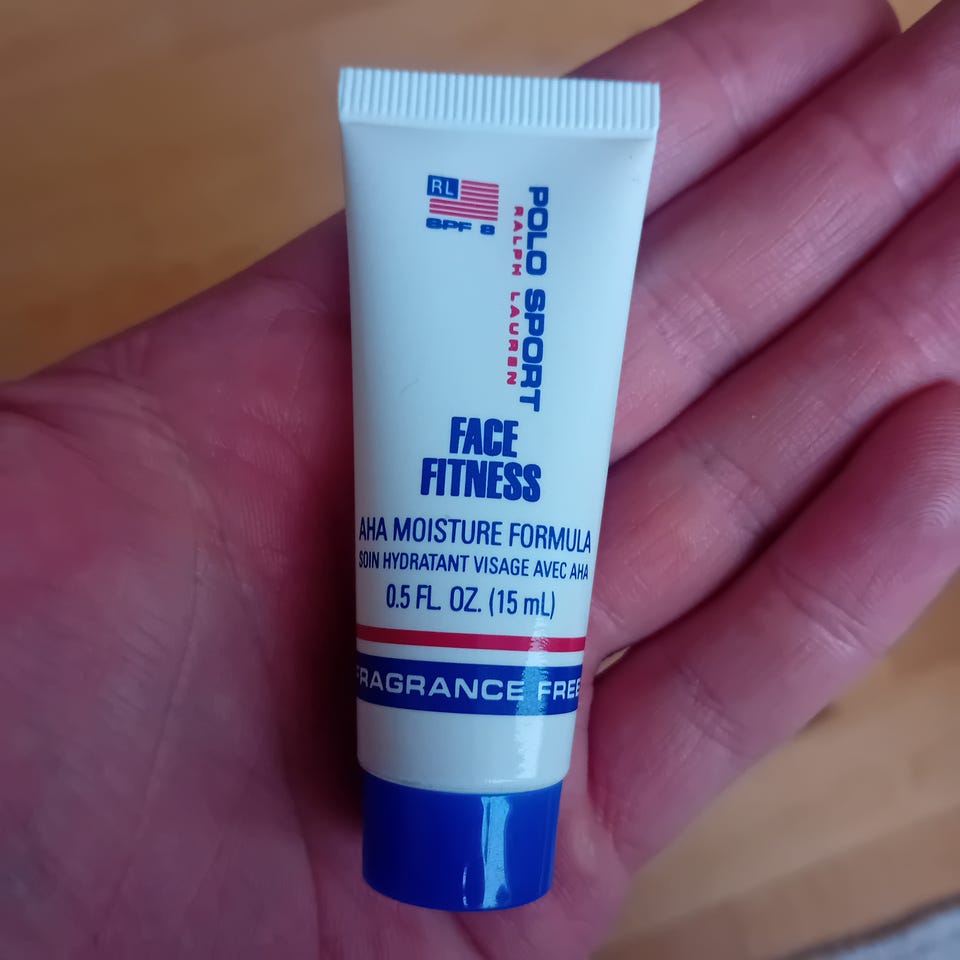 RL
SPF 8
POLO SPORT
RALPH LAUREN
FACE
FITNESS
AHA MOISTURE FORMULA
SOIN HYDRATANT VISAGE AVEC AHA
0.5 FL. OZ. (15 mL)
FRAGRANCE FREE